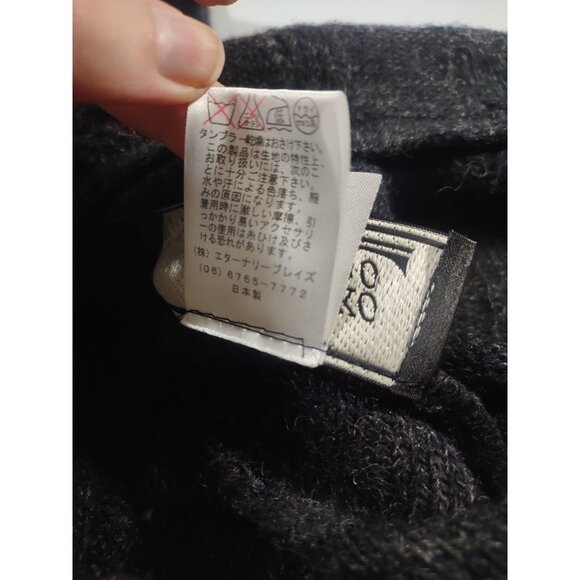 タンブラー乾燥はおさけ下さい。
この製品は生地の特性上、
お取り扱いには、次のこ
とに十分ご注意下さい。
水や汗による色落ち、縮
みの原因になります。
着用時に激しい摩擦、引
っかかり易いアクセサリ
ーの使用は糸ひけ及びさ
ける恐れがあります。
(株) エターナリープレイズ
(06) 6765-7772
日本製